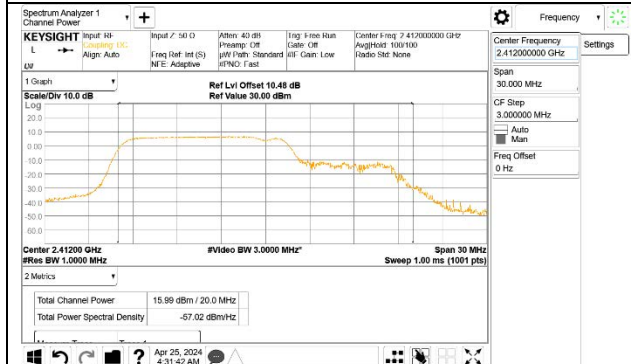 Spectrum Analyzer 1
Channel Power
KEYSIGHT
L
Input: RF
Coupling: DC
Align: Auto
Input Z: 50 Ω
Freq Ref: Int (S)
NFE: Adaptive
Atten: 40 dB
Preamp: Off
µW Path: Standard
#PNO: Fast
Trig: Free Run
Gate: Off
#IF Gain: Low
Center Freq: 2.412000000 GHz
Avg|Hold: 100/100
Radio Std: None
1 Graph
Scale/Div 10.0 dB
Ref Lvl Offset 10.48 dB
Ref Value 30.00 dBm
Log
20.0
10.0
0.00
-10.0
-20.0
-30.0
-40.0
-50.0
-60.0
Center 2.41200 GHz
#Res BW 1.0000 MHz
#Video BW 3.0000 MHz*
Span 30 MHz
Sweep 1.00 ms (1001 pts)
2 Metrics
Total Channel Power 15.99 dBm / 20.0 MHz
Total Power Spectral Density -57.02 dBm/Hz
Apr 25, 2024
4:31:42 AM
Frequency
Center Frequency
2.412000000 GHz
Settings
Span
30.000 MHz
CF Step
3.000000 MHz
Auto
Man
Freq Offset
0 Hz